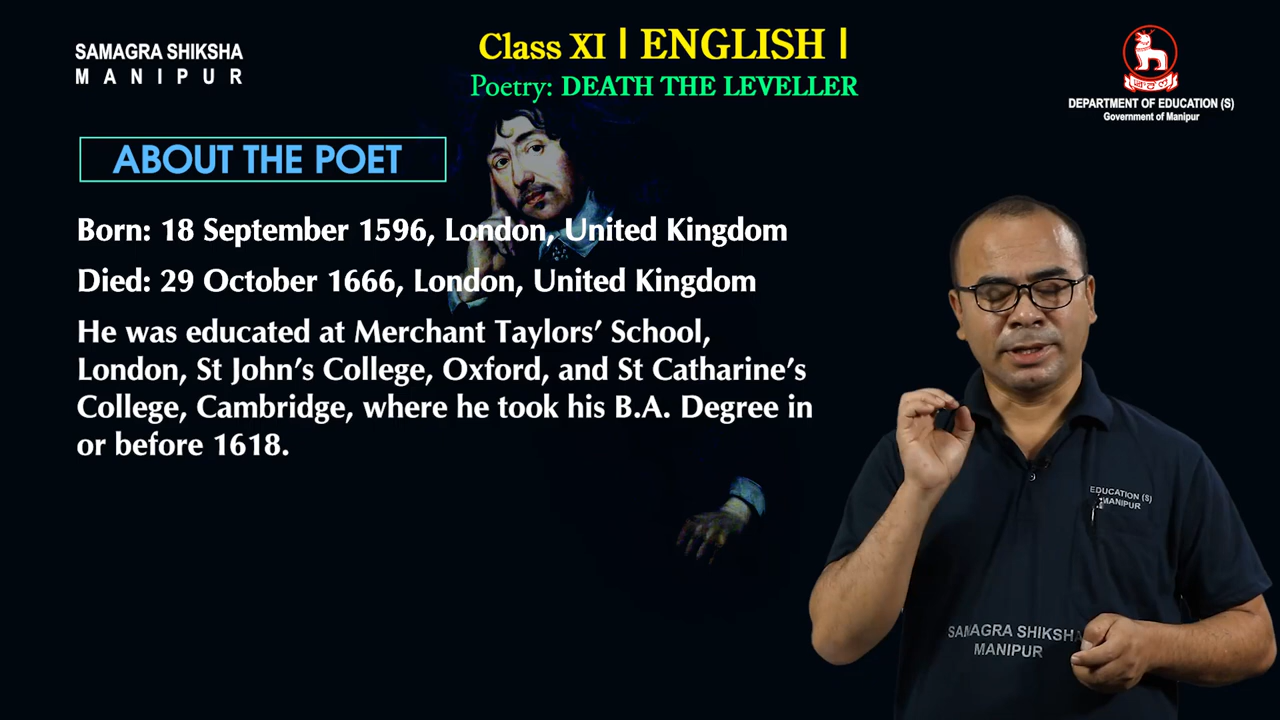 SAMAGRA SHIKSHA
MANIPUR
Class XI | ENGLISH |
Poetry: DEATH THE LEVELLER
DEPARTMENT OF EDUCATION (S)
Government of Manipur
ABOUT THE POET
Born: 18 September 1596, London, United Kingdom
Died: 29 October 1666, London, United Kingdom
He was educated at Merchant Taylors’ School,
London, St John’s College, Oxford, and St Catharine’s
College, Cambridge, where he took his B.A. Degree in
or before 1618.
EDUCATION (S)
MANIPUR
SAMAGRA SHIKSHA
MANIPUR